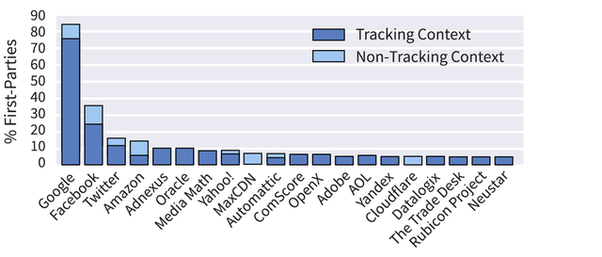 % First-Parties
90
80
70
60
50
40
30
20
10
0
Tracking Context
Non-Tracking Context
Google
Facebook
Twitter
Amazon
Adnexus
Oracle
Media Math
Yahoo!
MaxCDN
Automattic
ComScore
OpenX
Adobe
AOL
Yandex
Cloudflare
Datalogix
The Trade Desk
Rubicon Project
Neustar